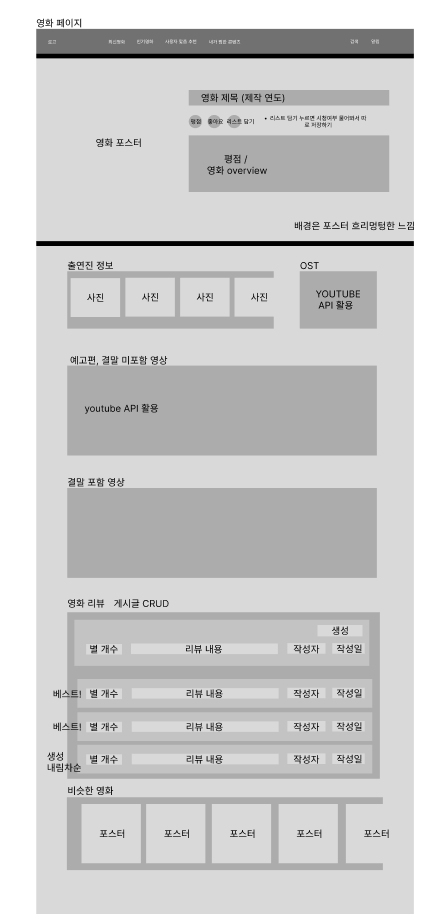 영화 페이지
로고 최신영화 인기영화 사용자 맞춤 추천 내가 찜한 콘텐츠 검색 명함
영화 제목 (제작 연도)
평점 좋아요 리스트 담기
• 리스트 담기 누르면 시청여부 물어봐서 따
로 저장하기
영화 포스터
평점 /
영화 overview
배경은 포스터 흐리멍텅한 느낌
출연진 정보
OST
사진 사진 사진 사진
YOUTUBE
API 활용
예고편, 결말 미포함 영상
youtube API 활용
결말 포함 영상
영화 리뷰 게시글 CRUD
생성
별 개수 리뷰 내용 작성자 작성일
베스트! 별 개수 리뷰 내용 작성자 작성일
베스트! 별 개수 리뷰 내용 작성자 작성일
생성
내림차순
별 개수 리뷰 내용 작성자 작성일
비슷한 영화
포스터 포스터 포스터 포스터 포스터